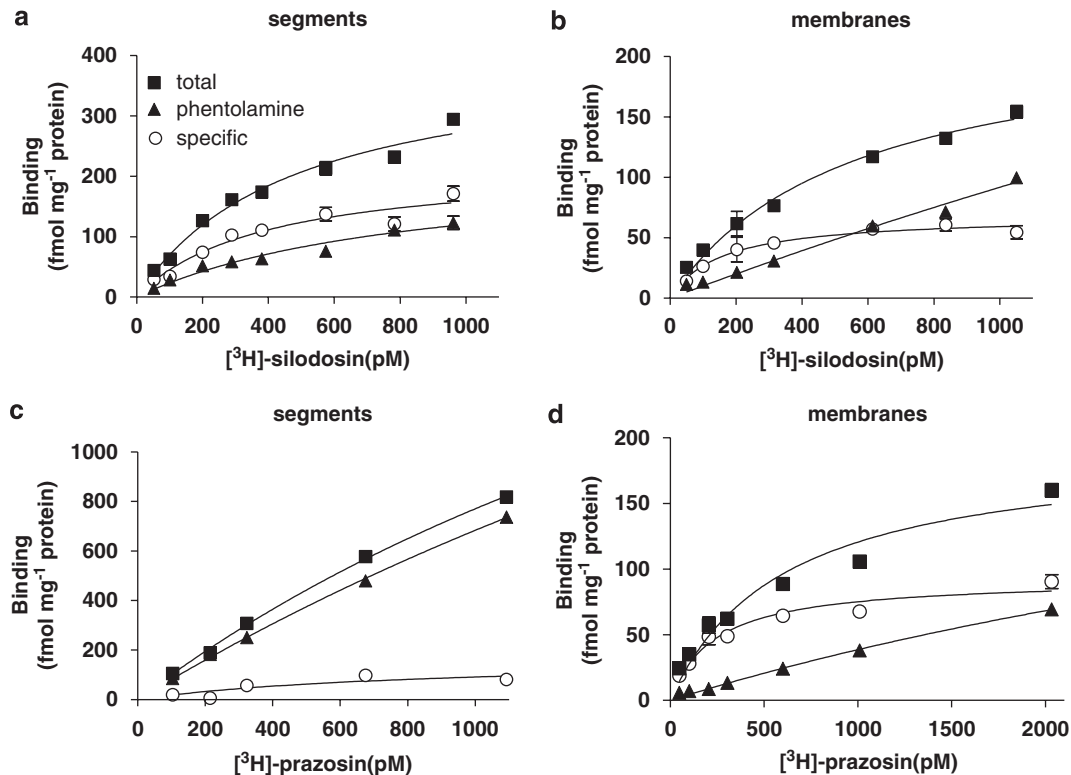 a
segments
Binding
(fmol mg⁻¹ protein)
400
300
200
100
0
total
phentolamine
specific
0 200 400 600 800 1000
[³H]-silodosin(pM)
b
membranes
Binding
(fmol mg⁻¹ protein)
200
150
100
50
0
0 200 400 600 800 1000
[³H]-silodosin(pM)
c
segments
Binding
(fmol mg⁻¹ protein)
1000
800
600
400
200
0
0 200 400 600 800 1000
[³H]-prazosin(pM)
d
membranes
Binding
(fmol mg⁻¹ protein)
200
150
100
50
0
0 500 1000 1500 2000
[³H]-prazosin(pM)